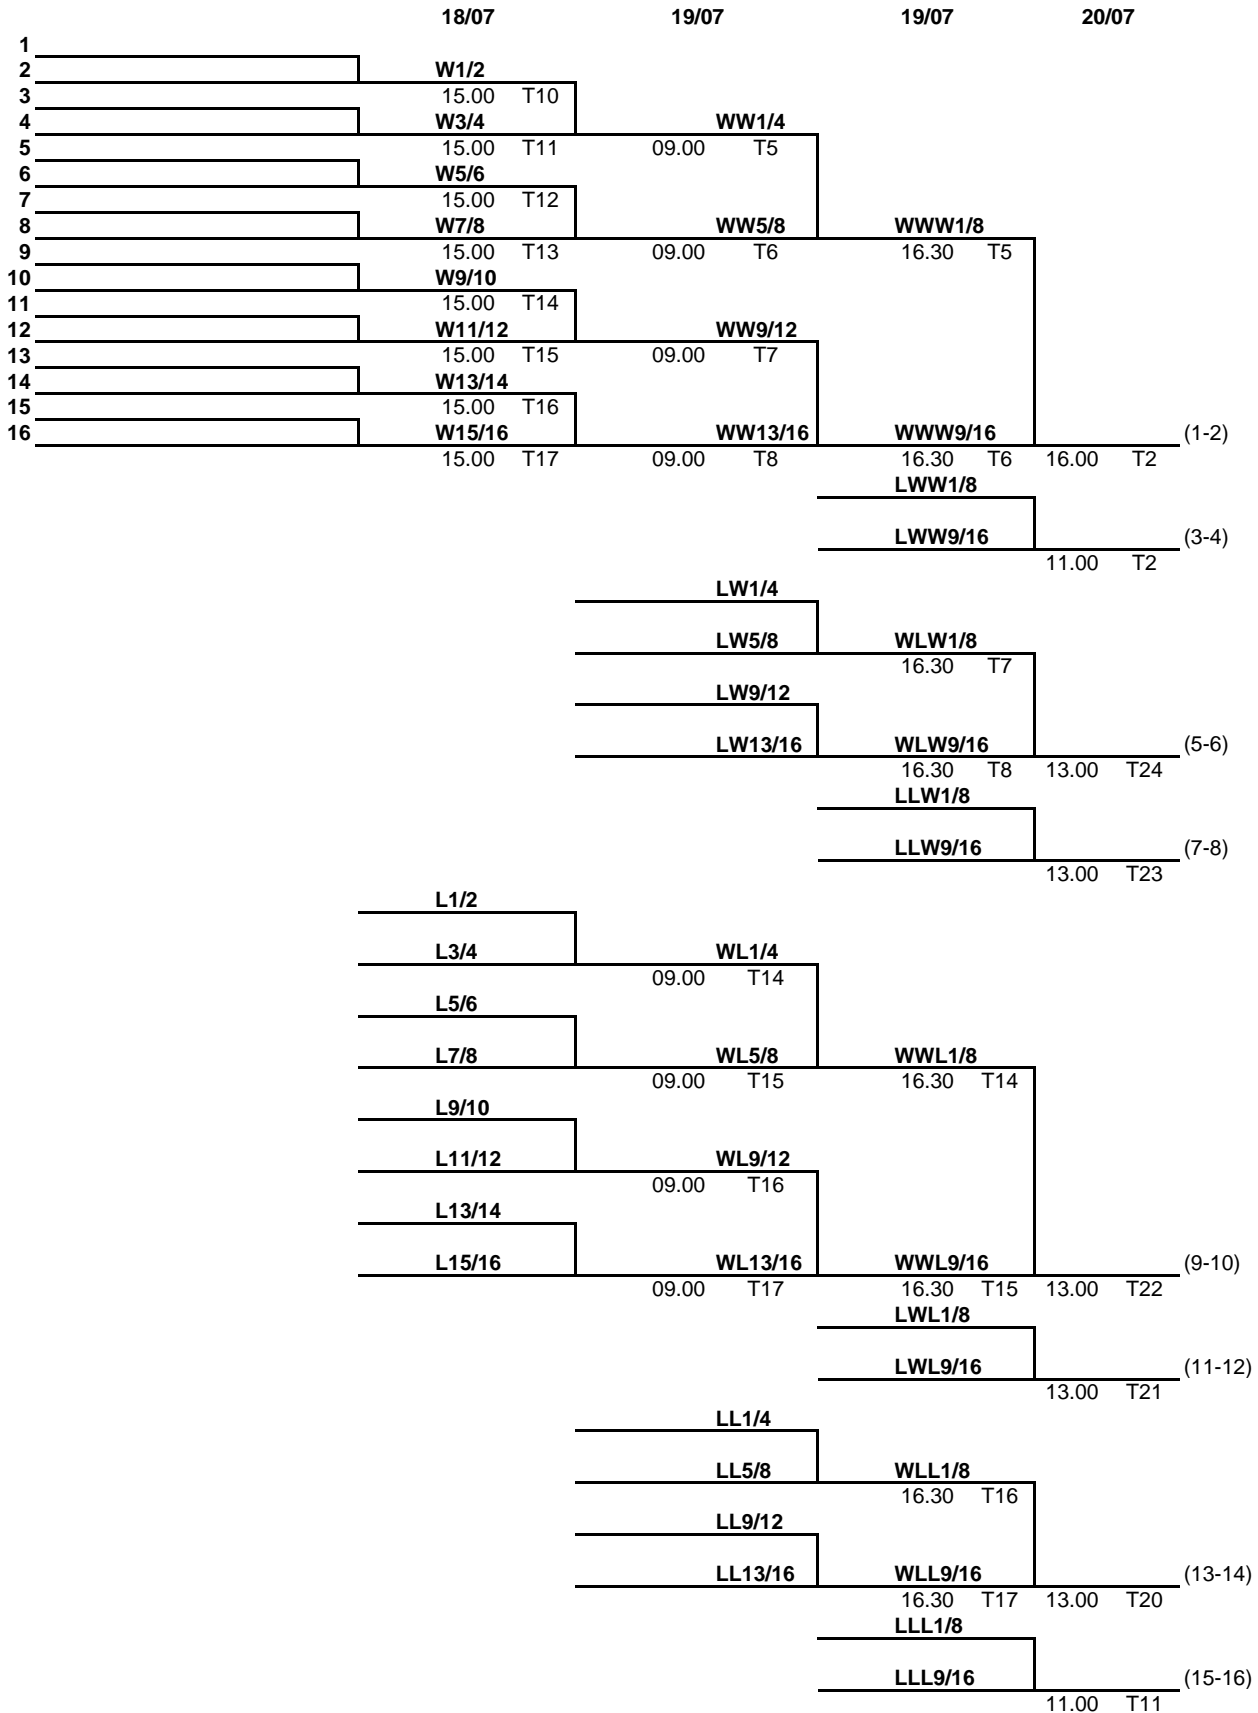 18/07 19/07 19/07 20/07
1
2 W1/2
3 15.00 T10
4 W3/4 WW1/4
5 15.00 T11 09.00 T5
6 W5/6
7 15.00 T12
8 W7/8 WW5/8 WWW1/8
9 15.00 T13 09.00 T6 16.30 T5
10 W9/10
11 15.00 T14
12 W11/12 WW9/12
13 15.00 T15 09.00 T7
14 W13/14
15 15.00 T16
16 W15/16 WW13/16 WWW9/16 (1-2)
15.00 T17 09.00 T8 16.30 T6 16.00 T2
LWW1/8
LWW9/16 (3-4)
11.00 T2
LW1/4
LW5/8 WLW1/8
16.30 T7
LW9/12
LW13/16 WLW9/16 (5-6)
16.30 T8 13.00 T24
LLW1/8
LLW9/16 (7-8)
13.00 T23
L1/2
L3/4 WL1/4
09.00 T14
L5/6
L7/8 WL5/8 WWL1/8
09.00 T15 16.30 T14
L9/10
L11/12 WL9/12
09.00 T16
L13/14
L15/16 WL13/16 WWL9/16 (9-10)
09.00 T17 16.30 T15 13.00 T22
LWL1/8
LWL9/16 (11-12)
13.00 T21
LL1/4
LL5/8 WLL1/8
16.30 T16
LL9/12
LL13/16 WLL9/16 (13-14)
16.30 T17 13.00 T20
LLL1/8
LLL9/16 (15-16)
11.00 T11